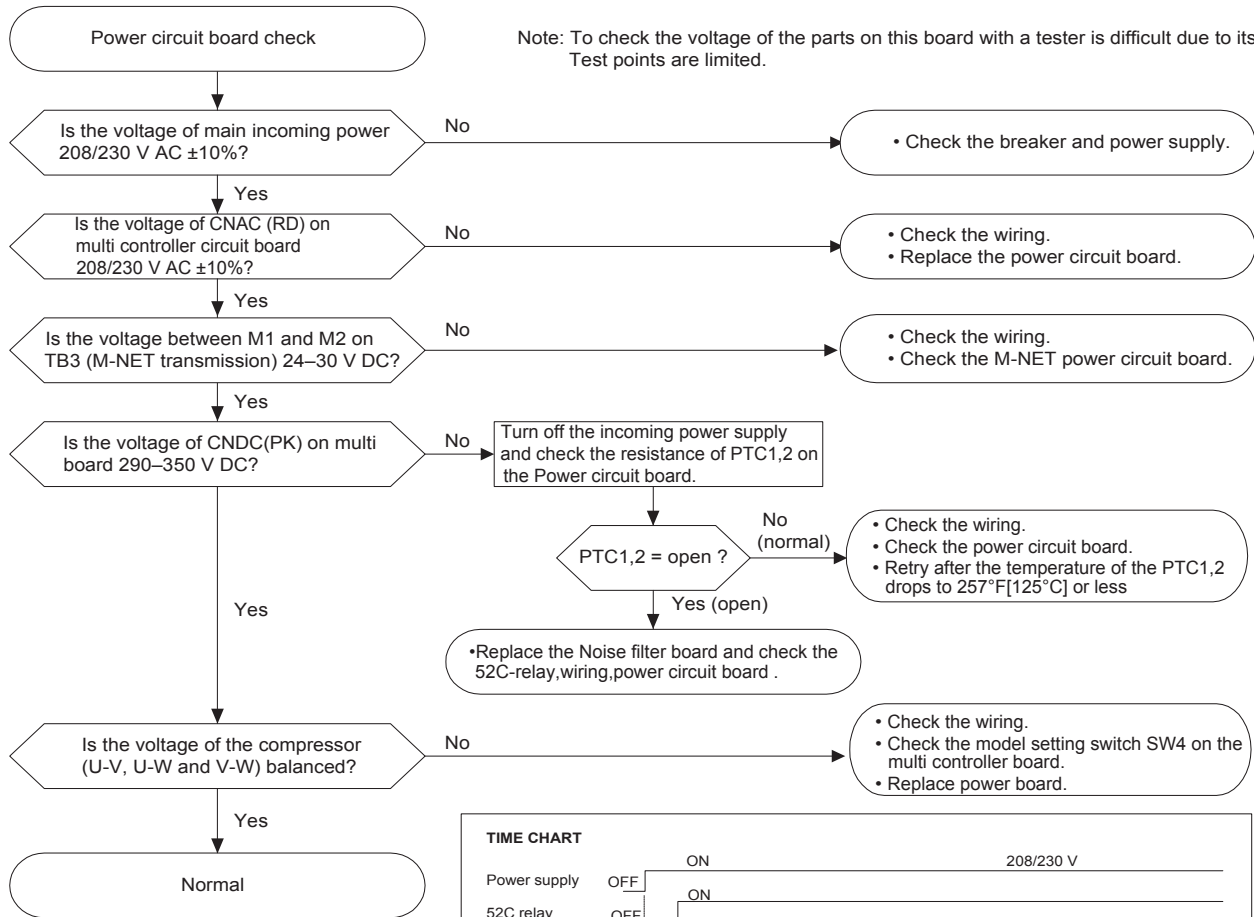 Power circuit board check
Note: To check the voltage of the parts on this board with a tester is difficult due to its
Test points are limited.
Is the voltage of main incoming power
208/230 V AC ±10%?
No
• Check the breaker and power supply.
Yes
Is the voltage of CNAC (RD) on
multi controller circuit board
208/230 V AC ±10%?
No
• Check the wiring.
• Replace the power circuit board.
Yes
Is the voltage between M1 and M2 on
TB3 (M-NET transmission) 24–30 V DC?
No
• Check the wiring.
• Check the M-NET power circuit board.
Yes
Is the voltage of CNDC(PK) on multi
board 290–350 V DC?
No
Turn off the incoming power supply
and check the resistance of PTC1,2 on
the Power circuit board.
PTC1,2 = open ?
No
(normal)
• Check the wiring.
• Check the power circuit board.
• Retry after the temperature of the PTC1,2
drops to 257°F[125°C] or less
Yes (open)
•Replace the Noise filter board and check the
52C-relay,wiring,power circuit board .
Yes
Is the voltage of the compressor
(U-V, U-W and V-W) balanced?
No
• Check the wiring.
• Check the model setting switch SW4 on the
multi controller board.
• Replace power board.
Yes
Normal
TIME CHART
ON 208/230 V
Power supply OFF
ON
52C relay OFF